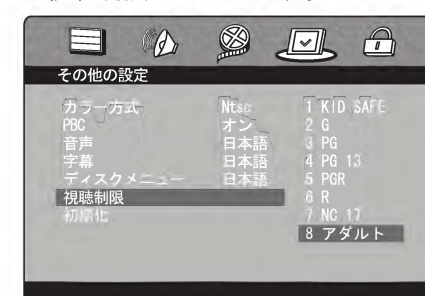 その他の設定
カラー方式 Ntsc 1 KID SAFE
PBC オン 2 G
音声 日本語 3 PG
字幕 日本語 4 PG 13
ディスクメニュー 日本語 5 PGR
視聴制限 6 R
初期化 7 NC 17
8 アダルト